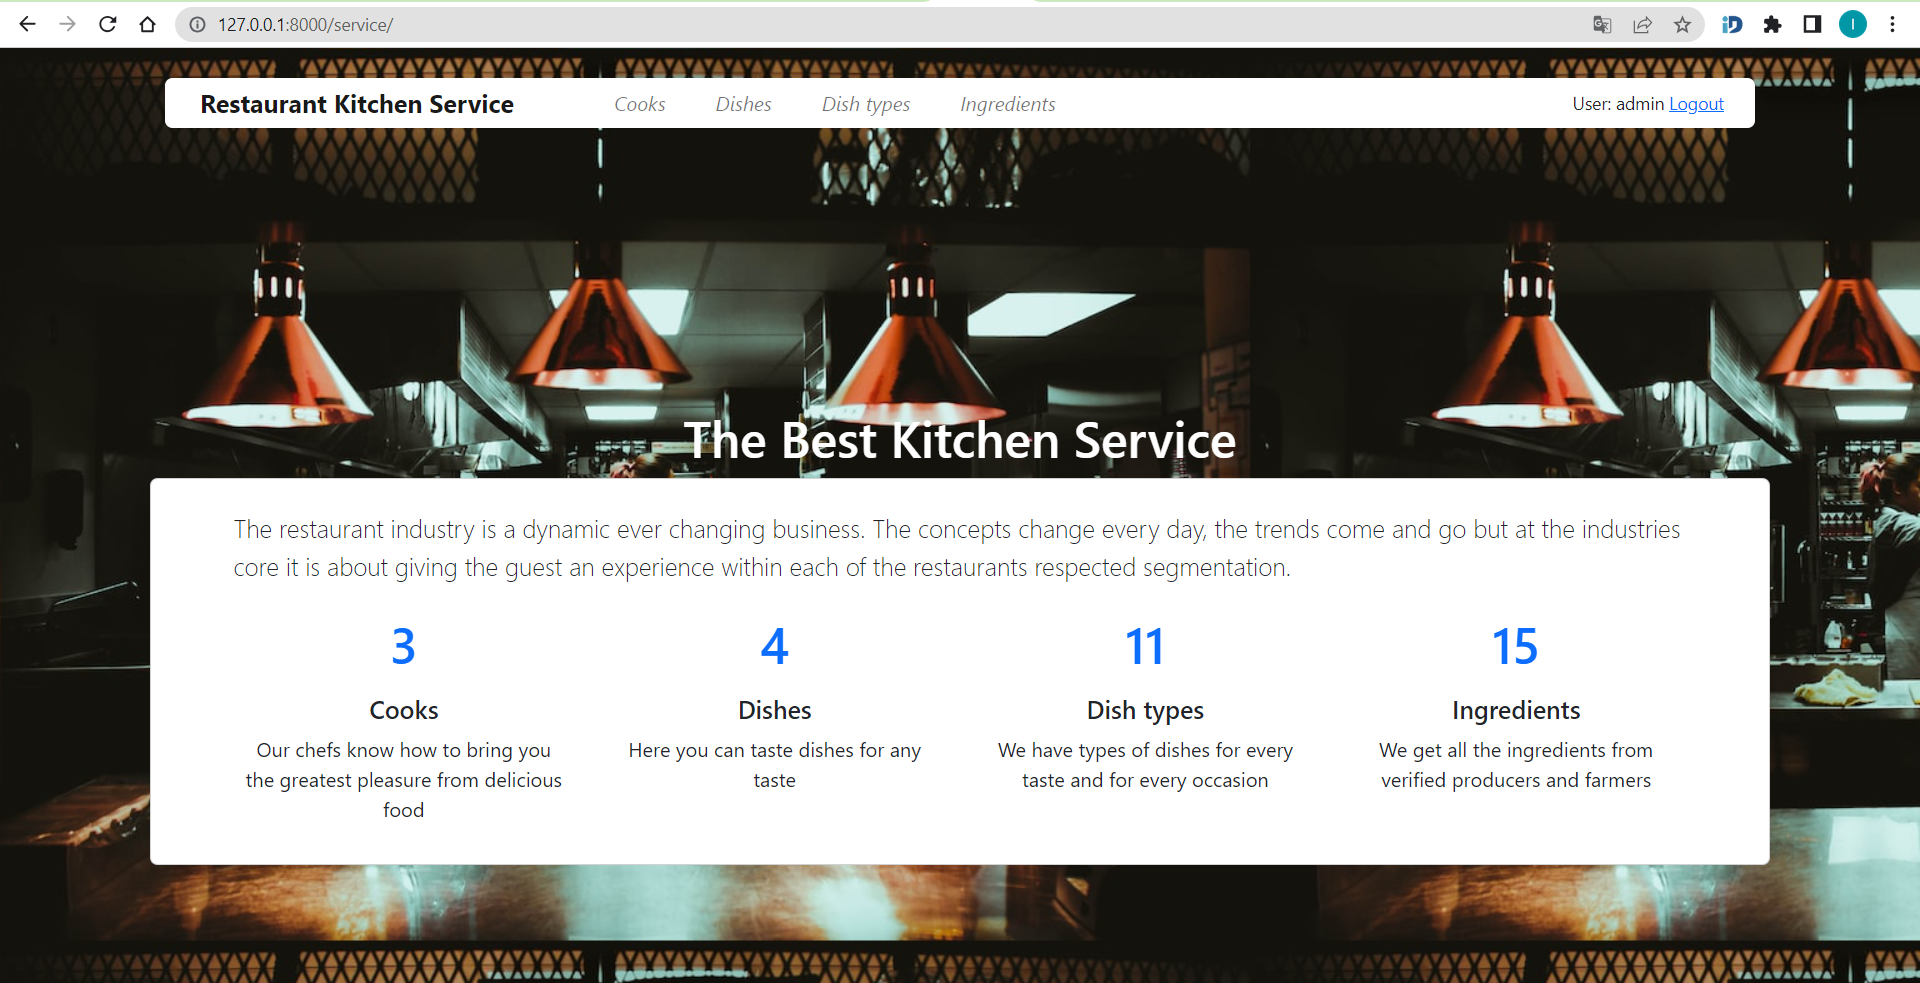 127.0.0.1:8000/service/
I
Restaurant Kitchen Service
Cooks
Dishes
Dish types
Ingredients
User: admin Logout
The Best Kitchen Service
The restaurant industry is a dynamic ever changing business. The concepts change every day, the trends come and go but at the industries
core it is about giving the guest an experience within each of the restaurants respected segmentation.
3
Cooks
Our chefs know how to bring you
the greatest pleasure from delicious
food
4
Dishes
Here you can taste dishes for any
taste
11
Dish types
We have types of dishes for every
taste and for every occasion
15
Ingredients
We get all the ingredients from
verified producers and farmers